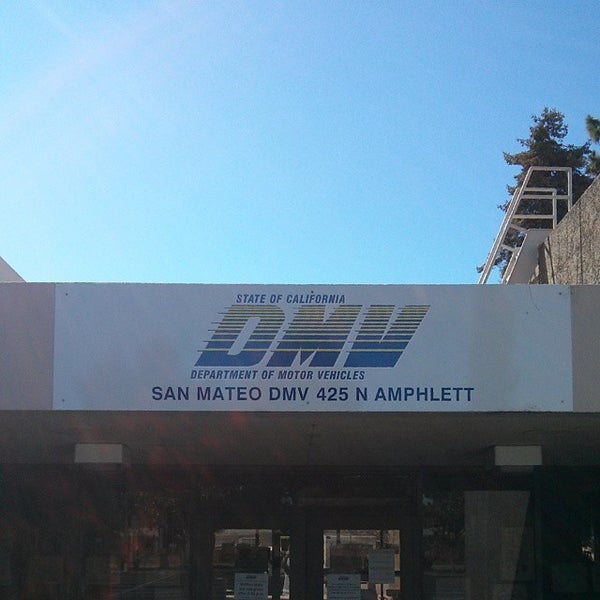 STATE OF CALIFORNIA
DMV
DEPARTMENT OF MOTOR VEHICLES
SAN MATEO DMV 425 N AMPHLETT